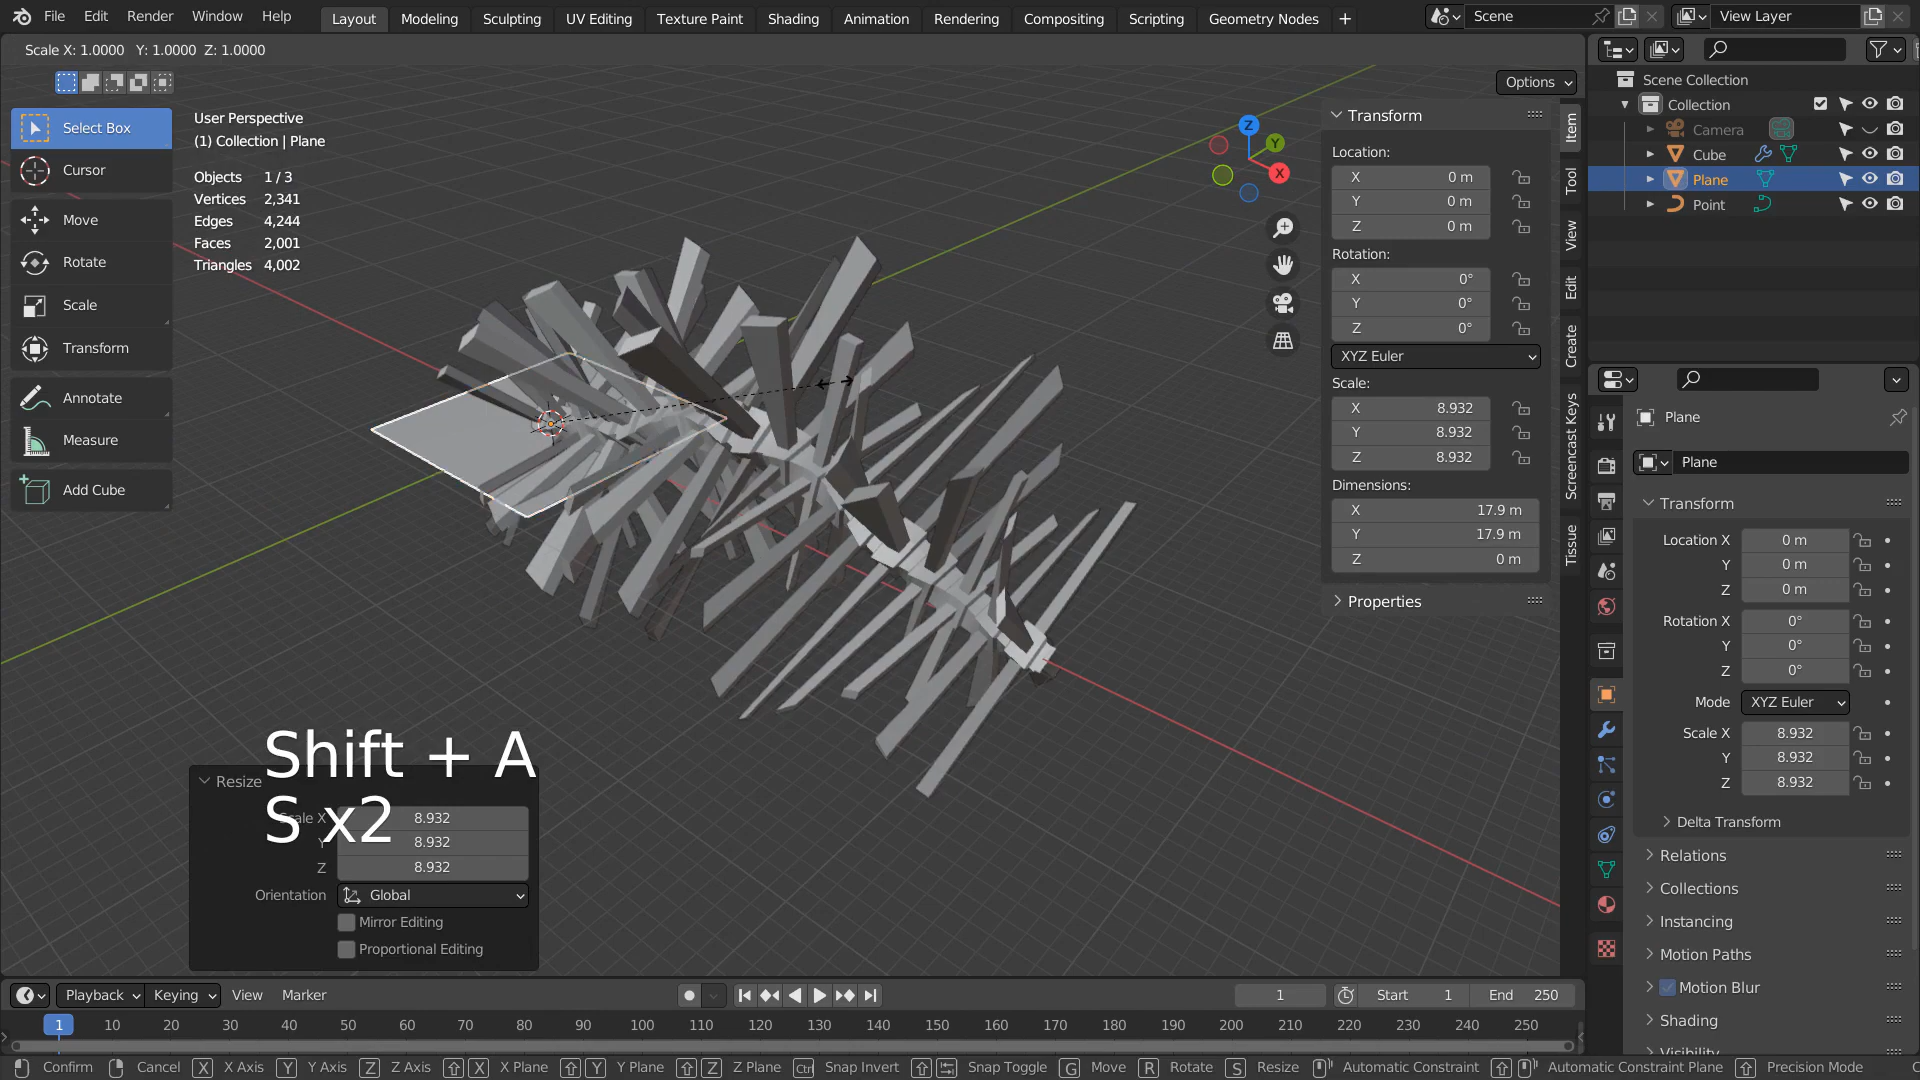 File Edit Render Window Help Layout Modeling Sculpting UV Editing Texture Paint Shading Animation Rendering Compositing Scripting Geometry Nodes + Scene View Layer
Scale X: 1.0000 Y: 1.0000 Z: 1.0000
Options
Select Box
Cursor
Move
Rotate
Scale
Transform
Annotate
Measure
Add Cube
User Perspective
(1) Collection | Plane
Objects 1 / 3
Vertices 2,341
Edges 4,244
Faces 2,001
Triangles 4,002
Z
Y
X
Transform
Location:
X 0 m
Y 0 m
Z 0 m
Rotation:
X 0°
Y 0°
Z 0°
XYZ Euler
Scale:
X 8.932
Y 8.932
Z 8.932
Dimensions:
X 17.9 m
Y 17.9 m
Z 0 m
Properties
Item
Tool
View
Edit
Create
Screencast Keys
Tissue
Scene Collection
Collection
Camera
Cube
Plane
Point
Plane
Plane
Transform
Location X 0 m
Y 0 m
Z 0 m
Rotation X 0°
Y 0°
Z 0°
Mode XYZ Euler
Scale X 8.932
Y 8.932
Z 8.932
Delta Transform
Relations
Collections
Instancing
Motion Paths
Motion Blur
Shading
Visibility
Shift + A
S x2
Resize
Scale X 8.932
Y 8.932
Z 8.932
Orientation Global
Mirror Editing
Proportional Editing
Playback Keying View Marker 1 Start 1 End 250
1 10 20 30 40 50 60 70 80 90 100 110 120 130 140 150 160 170 180 190 200 210 220 230 240 250
Confirm Cancel X X Axis Y Y Axis Z Z Axis X X Plane Y Y Plane Z Z Plane Ctrl Snap Invert Snap Toggle G Move R Rotate S Resize Automatic Constraint Automatic Constraint Plane Precision Mode